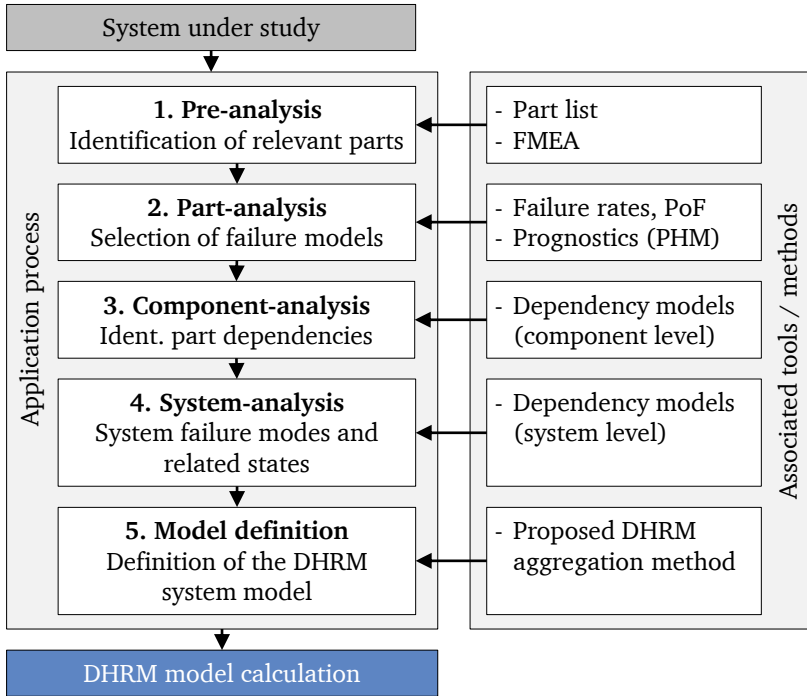 System under study
Application process
1. Pre-analysis
Identification of relevant parts
2. Part-analysis
Selection of failure models
3. Component-analysis
Ident. part dependencies
4. System-analysis
System failure modes and
related states
5. Model definition
Definition of the DHRM
system model
- Part list
- FMEA
- Failure rates, PoF
- Prognostics (PHM)
- Dependency models
(component level)
- Dependency models
(system level)
- Proposed DHRM
aggregation method
Associated tools / methods
DHRM model calculation